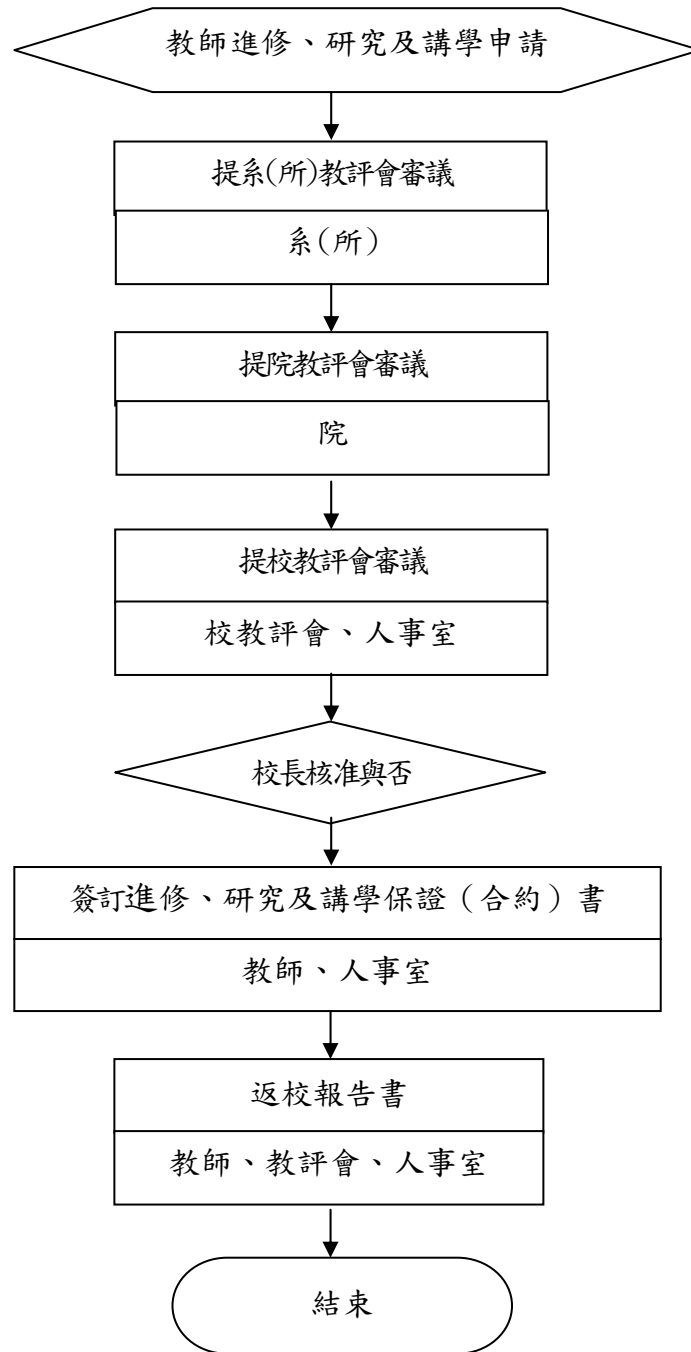 教師進修、研究及講學申請
提系(所)教評會審議
系(所)
提院教評會審議
院
提校教評會審議
校教評會、人事室
校長核准與否
簽訂進修、研究及講學保證（合約）書
教師、人事室
返校報告書
教師、教評會、人事室
結束